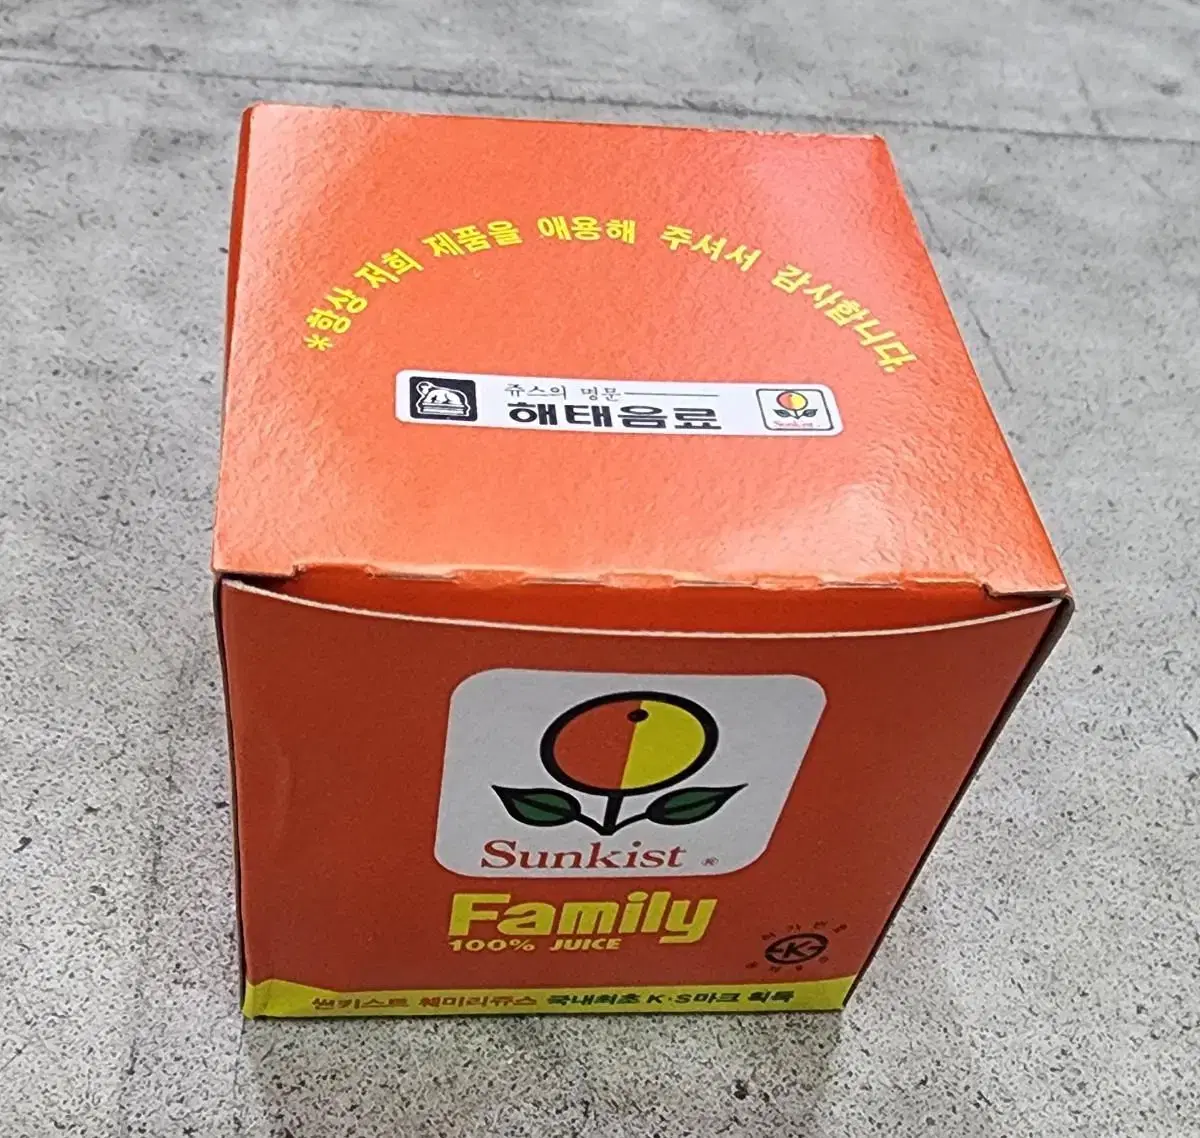 *항상 저희 제품을 애용해 주셔서 감사합니다.
쥬스의 명문
해태음료
Sunkist
Sunkist ®
Family
100% JUICE
K
썬키스트 훼미리쥬스 국내최초 K·S마크 획득